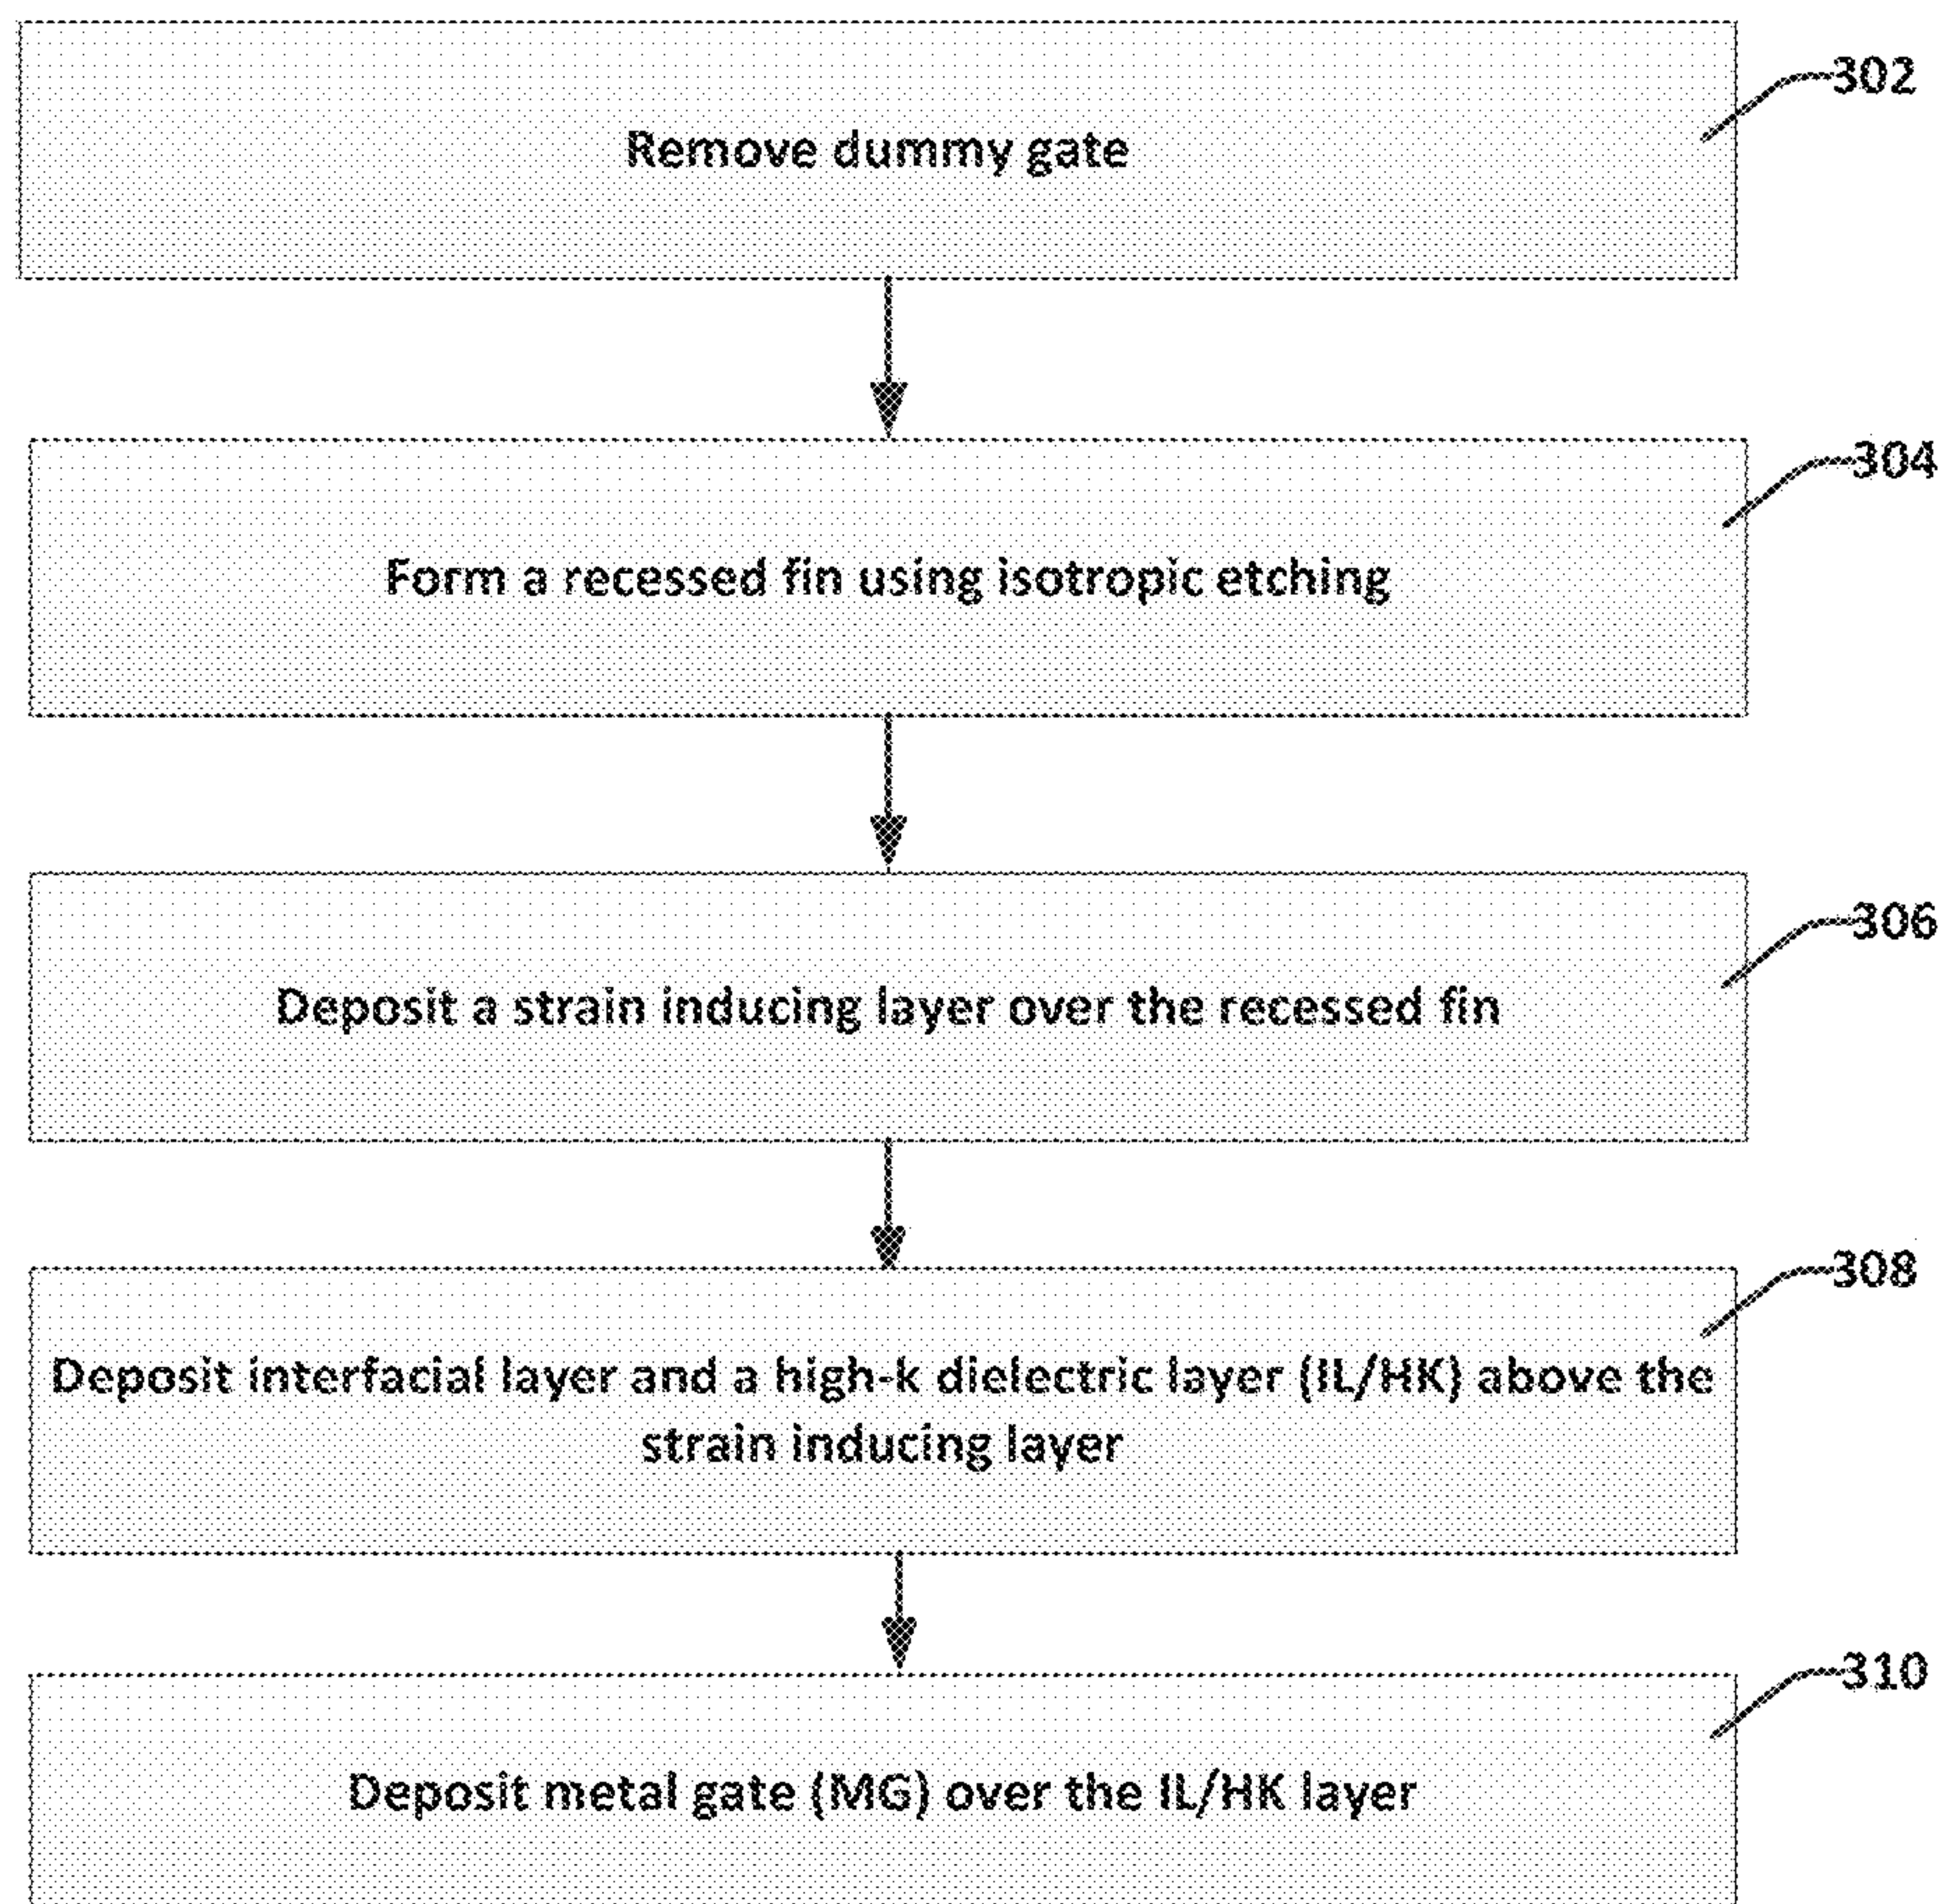 302
Remove dummy gate
304
Form a recessed fin using isotropic etching
306
Deposit a strain inducing layer over the recessed fin
308
Deposit interfacial layer and a high-k dielectric layer (IL/HK) above the
strain inducing layer
310
Deposit metal gate (MG) over the IL/HK layer